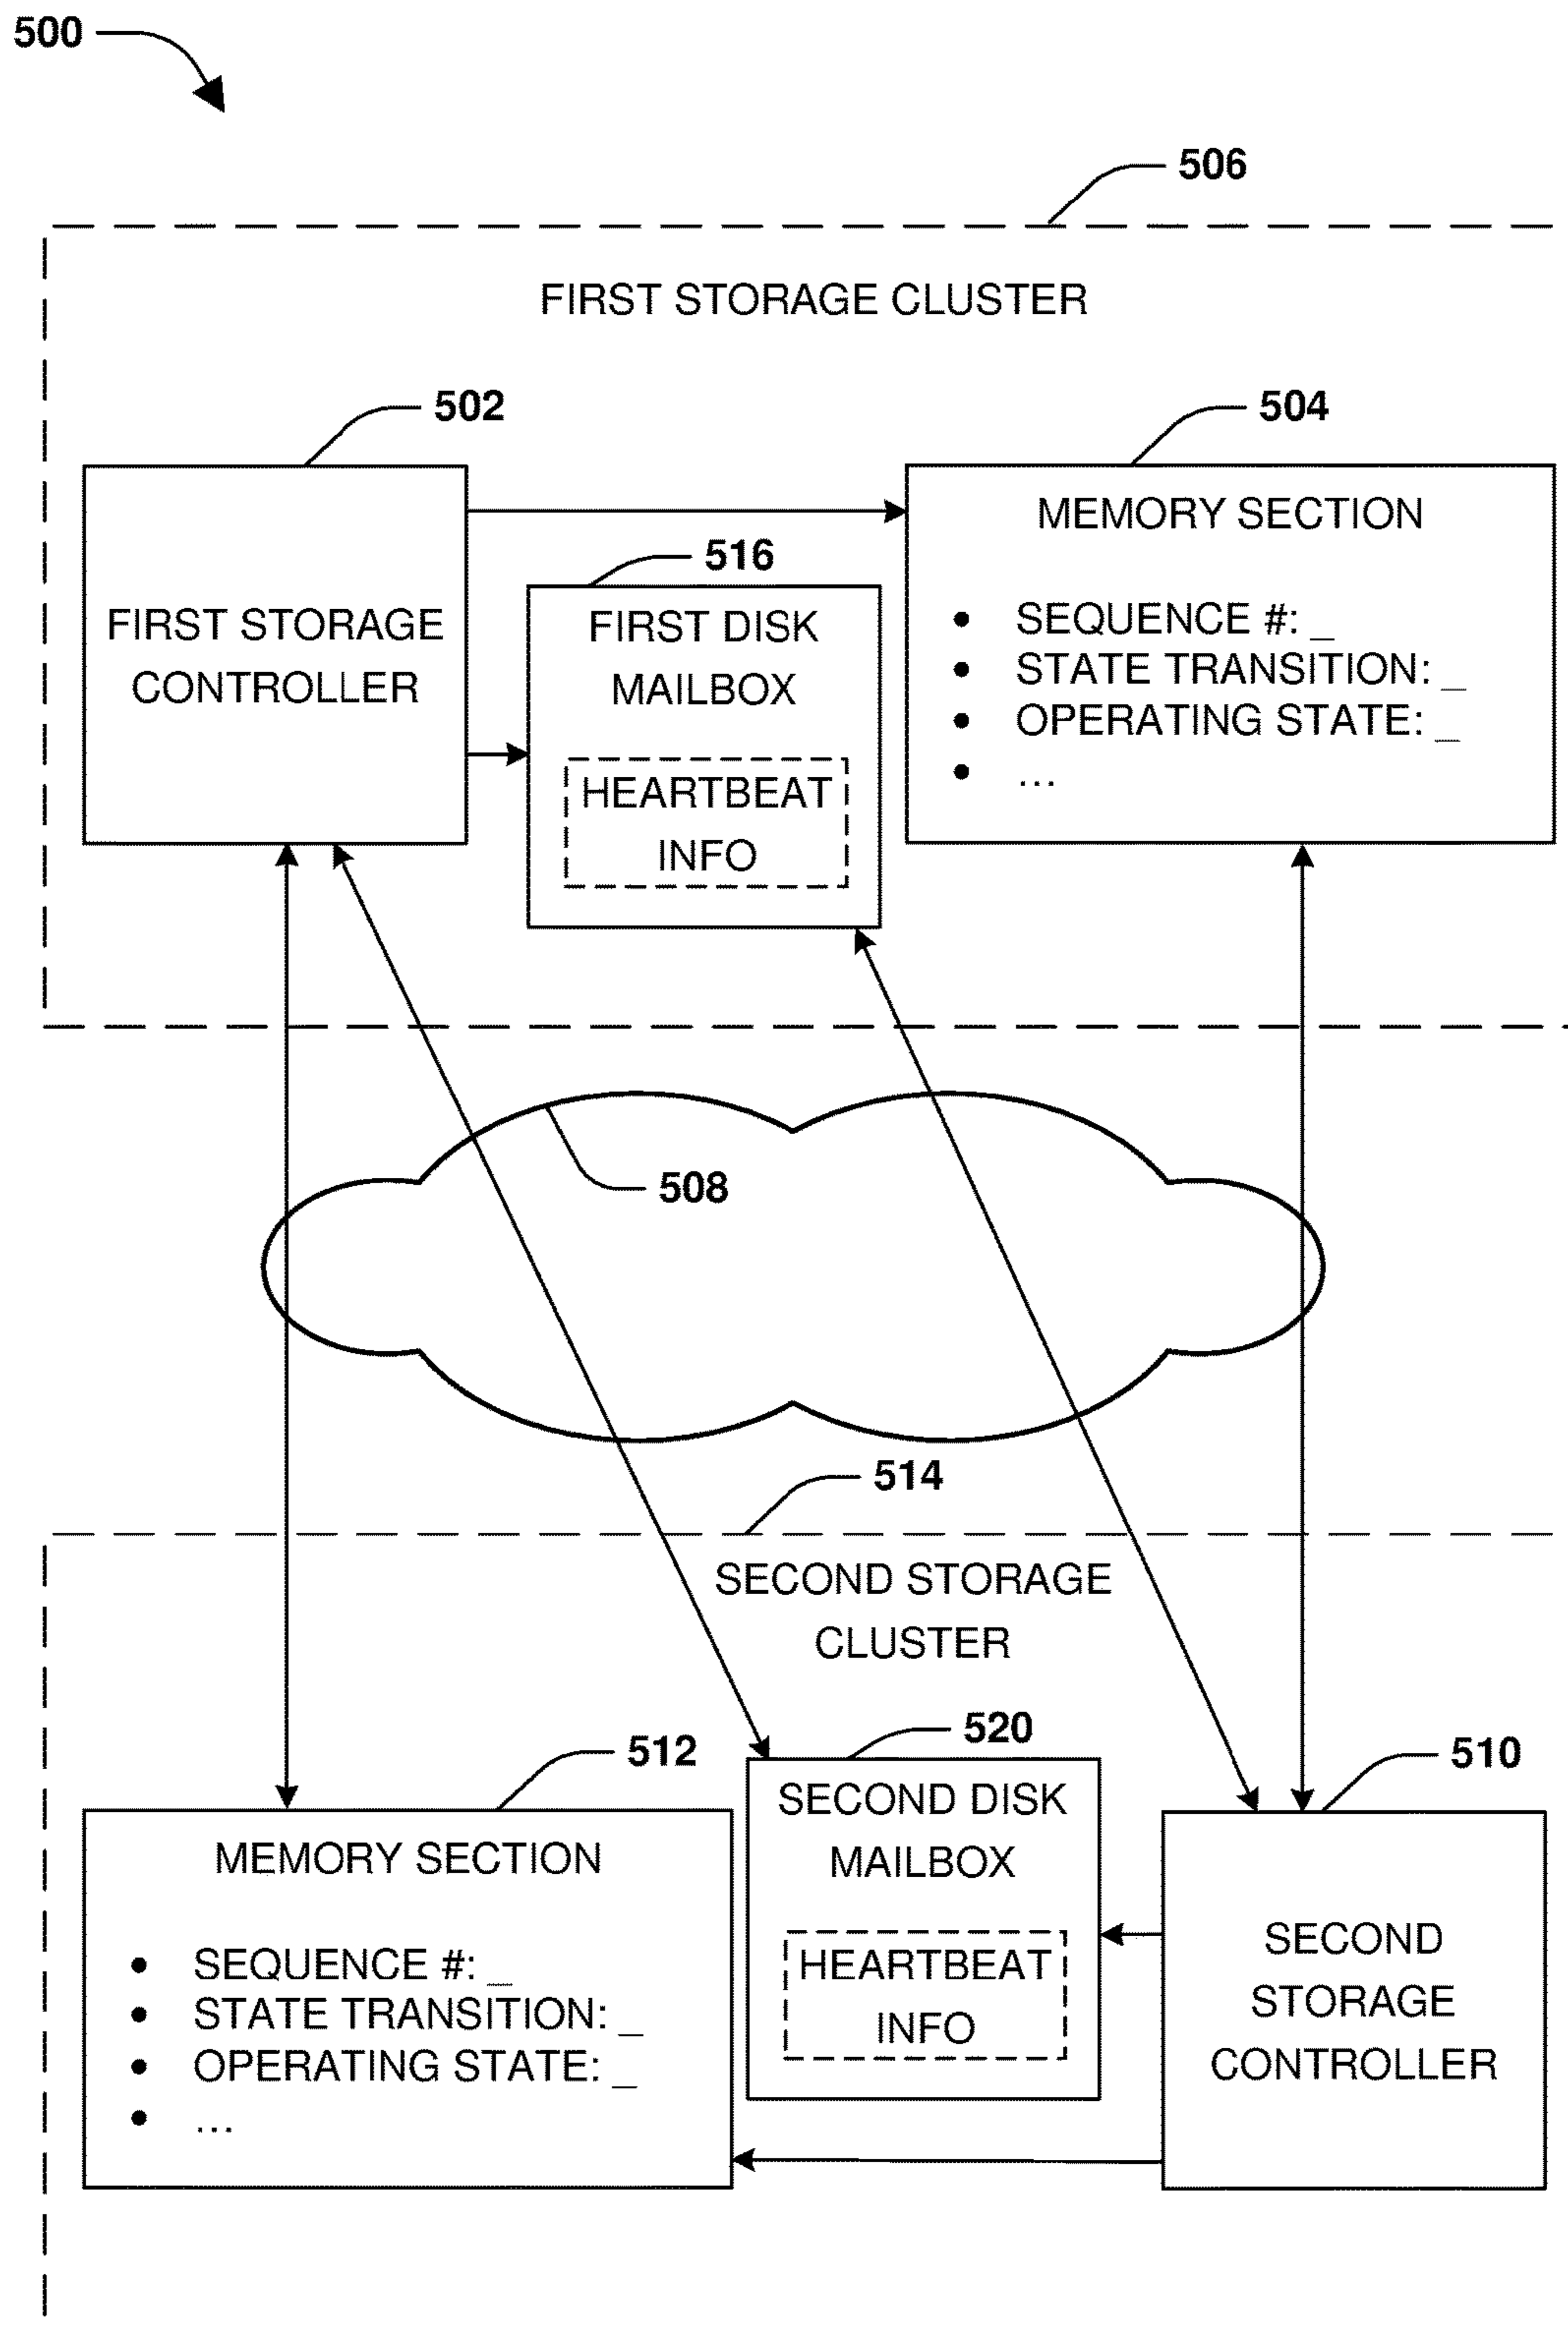 500
506
FIRST STORAGE CLUSTER
502
504
FIRST STORAGE
CONTROLLER
516
FIRST DISK
MAILBOX
HEARTBEAT
INFO
MEMORY SECTION
• SEQUENCE #: _
• STATE TRANSITION: _
• OPERATING STATE: _
• ...
508
514
SECOND STORAGE
CLUSTER
512
520
510
MEMORY SECTION
• SEQUENCE #: _
• STATE TRANSITION: _
• OPERATING STATE: _
• ...
SECOND DISK
MAILBOX
HEARTBEAT
INFO
SECOND
STORAGE
CONTROLLER